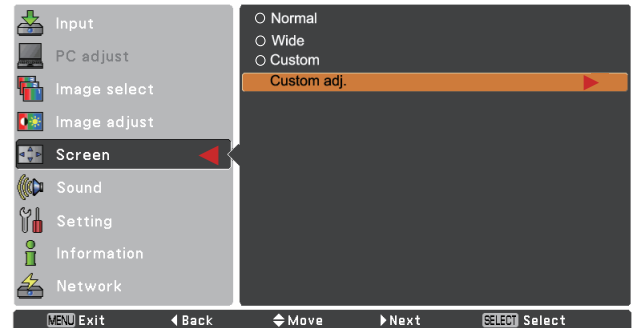 Input
PC adjust
Image select
Image adjust
Screen
Sound
Setting
Information
Network
Normal
Wide
Custom
Custom adj.
MENU Exit Back Move Next SELECT Select